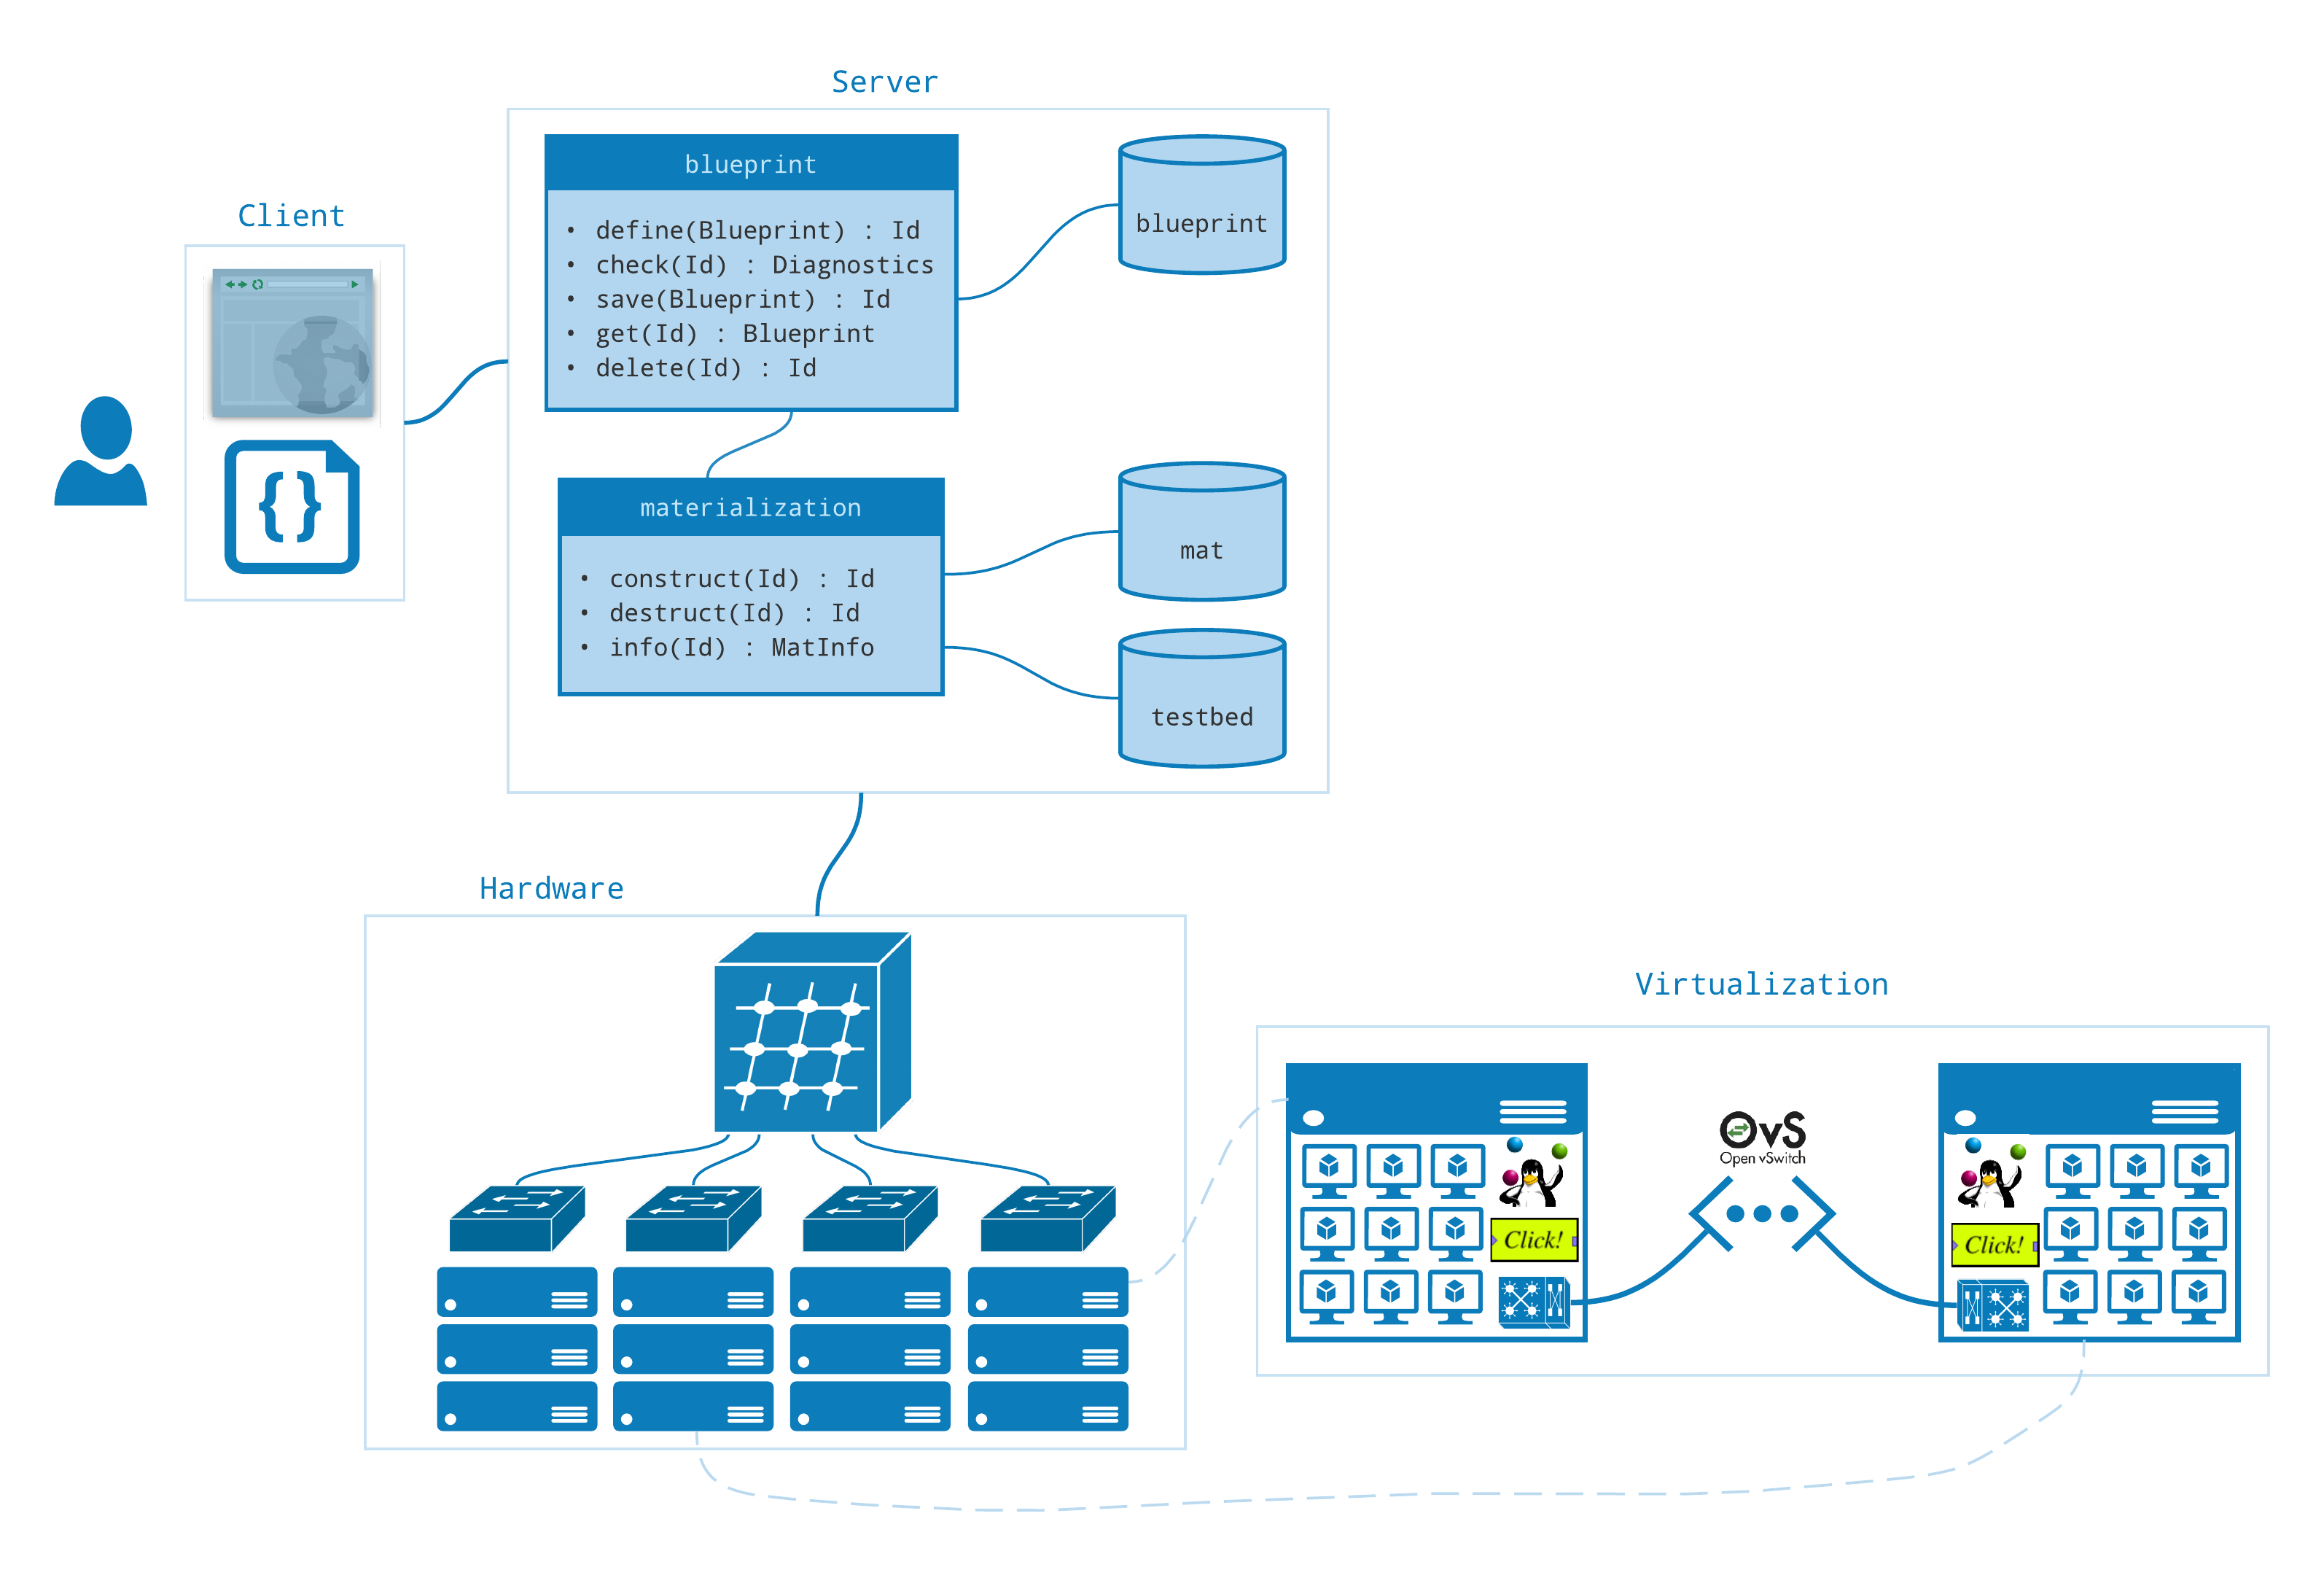 Server
blueprint
• define(Blueprint) : Id
• check(Id) : Diagnostics
• save(Blueprint) : Id
• get(Id) : Blueprint
• delete(Id) : Id
blueprint
Client
{}
materialization
• construct(Id) : Id
• destruct(Id) : Id
• info(Id) : MatInfo
mat
testbed
Hardware
Virtualization
OvS
Open vSwitch
Click!
Click!